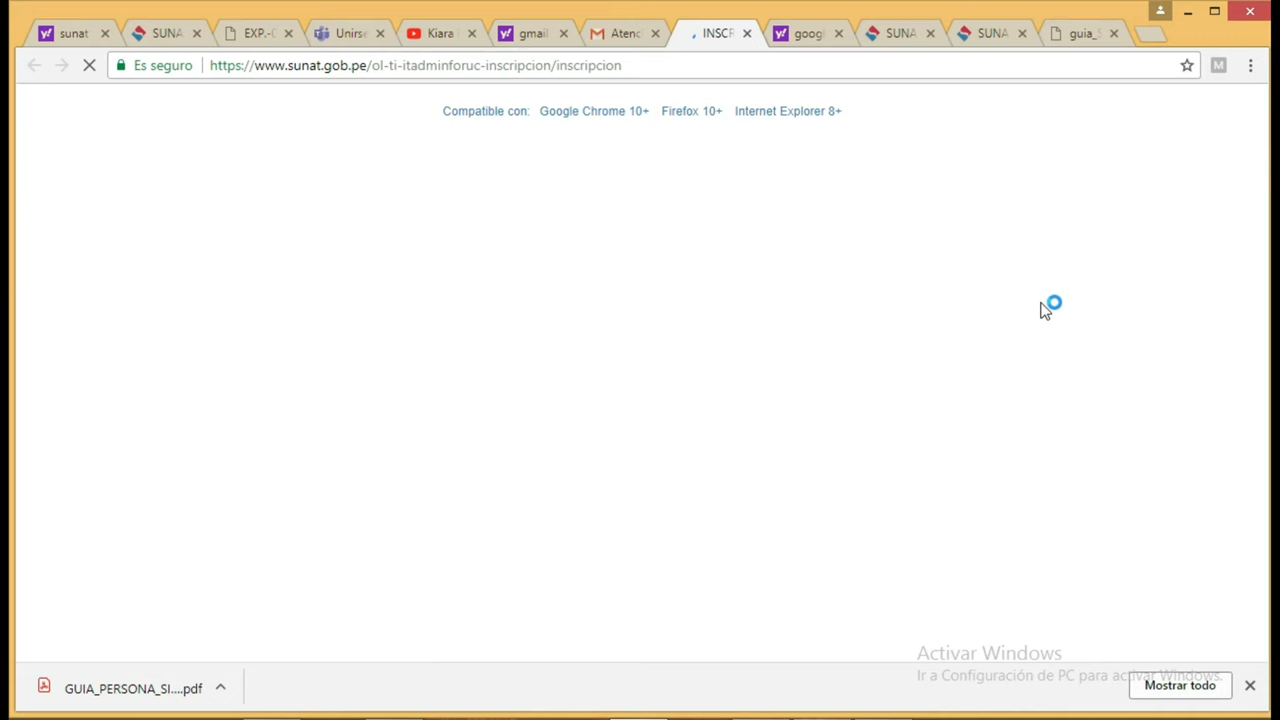 sunat
SUNA
EXP.-
Unirse
Kiara
gmail
Atenc
INSCR
googl
SUNA
SUNA
guia_S
Es seguro https://www.sunat.gob.pe/ol-ti-itadminforuc-inscripcion/inscripcion
M
Compatible con: Google Chrome 10+ Firefox 10+ Internet Explorer 8+
Activar Windows
Ir a Configuración de PC para activar Windows.
GUIA_PERSONA_SI....pdf
Mostrar todo